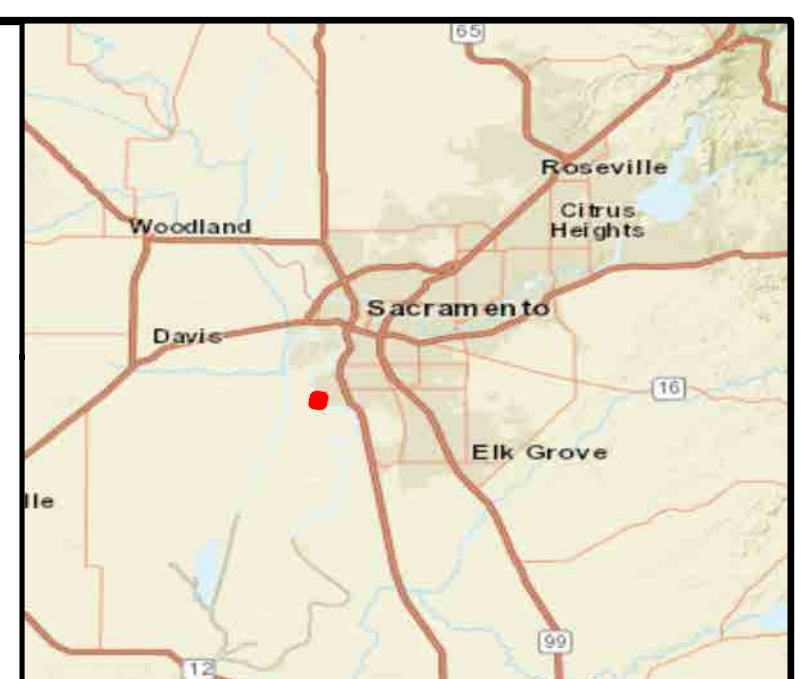 65
Roseville
Citrus
Heights
Woodland
Sacramento
Davis
16
Elk Grove
lle
99
12